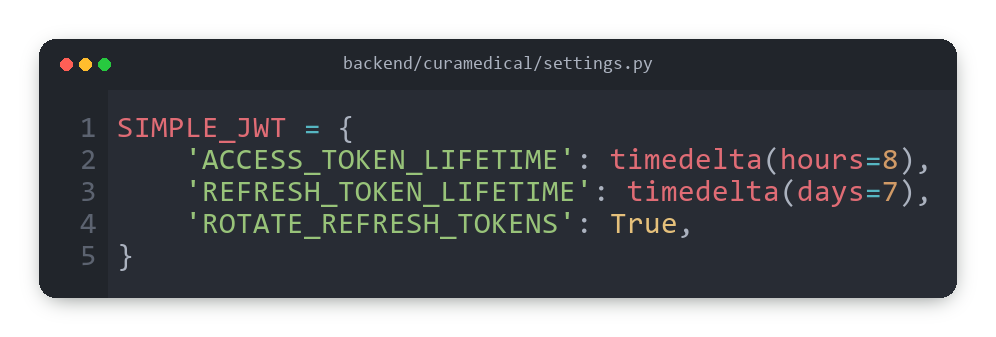 backend/curamedical/settings.py
1 SIMPLE_JWT = {
2     'ACCESS_TOKEN_LIFETIME': timedelta(hours=8),
3     'REFRESH_TOKEN_LIFETIME': timedelta(days=7),
4     'ROTATE_REFRESH_TOKENS': True,
5 }